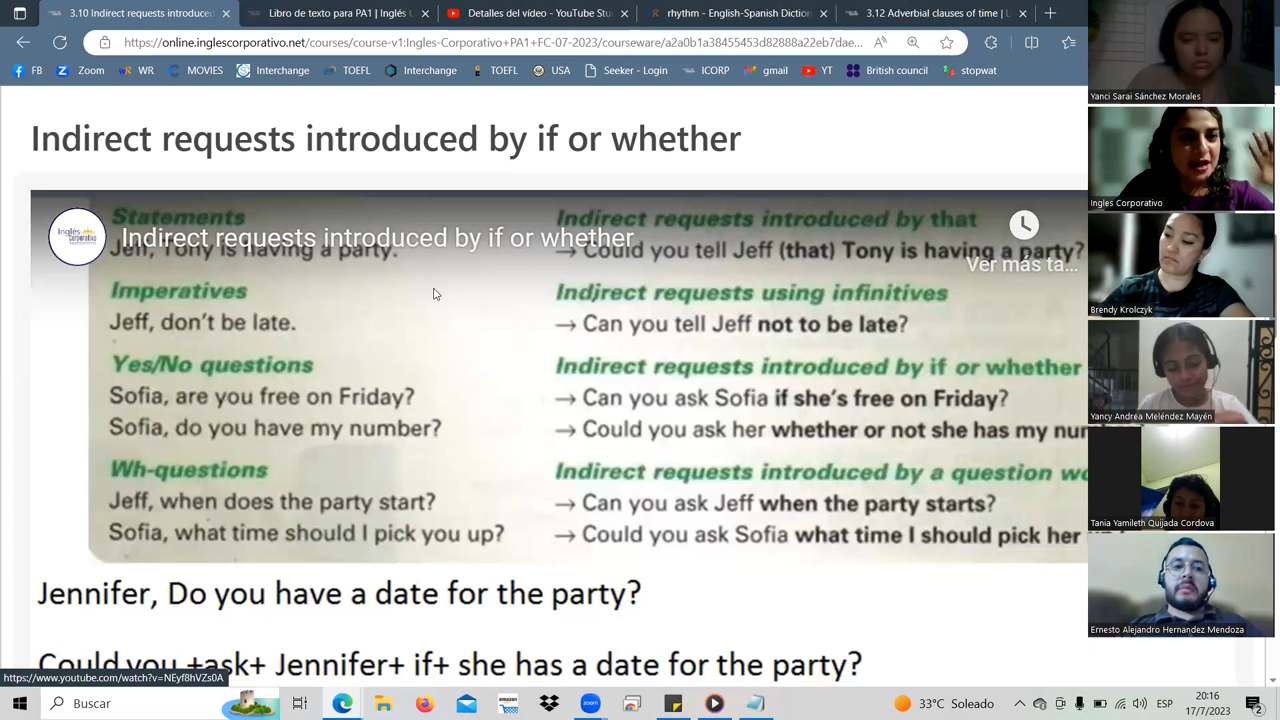 3.10 Indirect requests introduced
Libro de texto para PA1 | Inglés C
Detalles del vídeo - YouTube Stu
rhythm - English-Spanish Diction
3.12 Adverbial clauses of time | L
https://online.inglescorporativo.net/courses/course-v1:Ingles-Corporativo+PA1+FC-07-2023/courseware/a2a0b1a38455453d82888a22eb7dae...
FB Zoom WR MOVIES Interchange TOEFL Interchange TOEFL USA Seeker - Login ICORP gmail YT British council stopwat
Indirect requests introduced by if or whether
Inglés Corporativo
Indirect requests introduced by if or whether
Ver más ta...
Statements
Jeff, Tony is having a party.
Indirect requests introduced by that
→ Could you tell Jeff (that) Tony is having a party?
Imperatives
Jeff, don't be late.
Indirect requests using infinitives
→ Can you tell Jeff not to be late?
Yes/No questions
Sofia, are you free on Friday?
Sofia, do you have my number?
Indirect requests introduced by if or whether
→ Can you ask Sofia if she's free on Friday?
→ Could you ask her whether or not she has my nur
Wh-questions
Jeff, when does the party start?
Sofia, what time should I pick you up?
Indirect requests introduced by a question wo
→ Can you ask Jeff when the party starts?
→ Could you ask Sofia what time I should pick her
Jennifer, Do you have a date for the party?
Could you +ask+ Jennifer+ if+ she has a date for the party?
https://www.youtube.com/watch?v=NEyf8hVZs0A
Yanci Sarai Sánchez Morales
Ingles Corporativo
Brendy Krolczyk
Yancy Andrea Meléndez Mayén
Tania Yamileth Quijada Cordova
Ernesto Alejandro Hernandez Mendoza
Buscar
33°C Soleado
ESP
20:16
17/7/2023
2